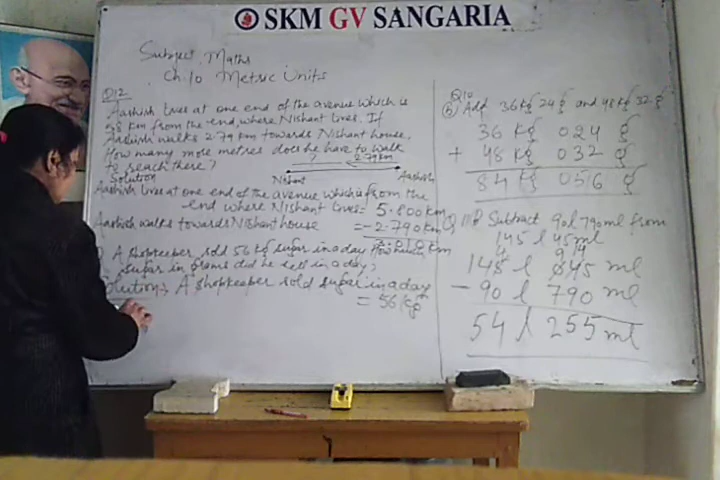 SKM GV SANGARIA
Subject Maths
Ch.10 Metric Units
Q12
Aashish lives at one end of the avenue which is
5.8 Km from the end, where Nishant lives. If
Aashish walks 2.79 km towards Nishant house.
How many more metres does he have to walk
to reach there?
? 2.79 km
Nishant Aashish
Solution
Aashish lives at one end of the avenue which is from the
end where Nishant lives = 5.800 Km
Aashish walks towards Nishant house = - 2.790 Km
A shopkeeper sold 56 kg sugar in a day How much
sugar in grams did he sell in a day,
Solution: A shopkeeper sold sugar in a day
= 56 kg
Q10
b) Add 36 kg 24 g and 48 kg 32 g
36 kg 024 g
+ 48 kg 032 g
84 kg 056 g
Subtract 90l 790ml from
145 l 45ml
145 l 045 ml
- 90 l 790 ml
54 l 255 ml